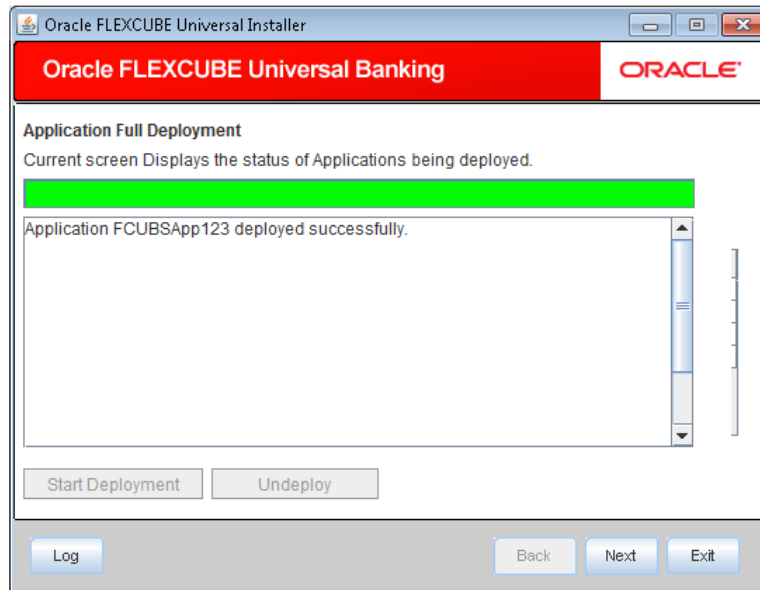 Oracle FLEXCUBE Universal Installer
Oracle FLEXCUBE Universal Banking
ORACLE
Application Full Deployment
Current screen Displays the status of Applications being deployed.
Application FCUBSApp123 deployed successfully.
Start Deployment Undeploy
Log Back Next Exit